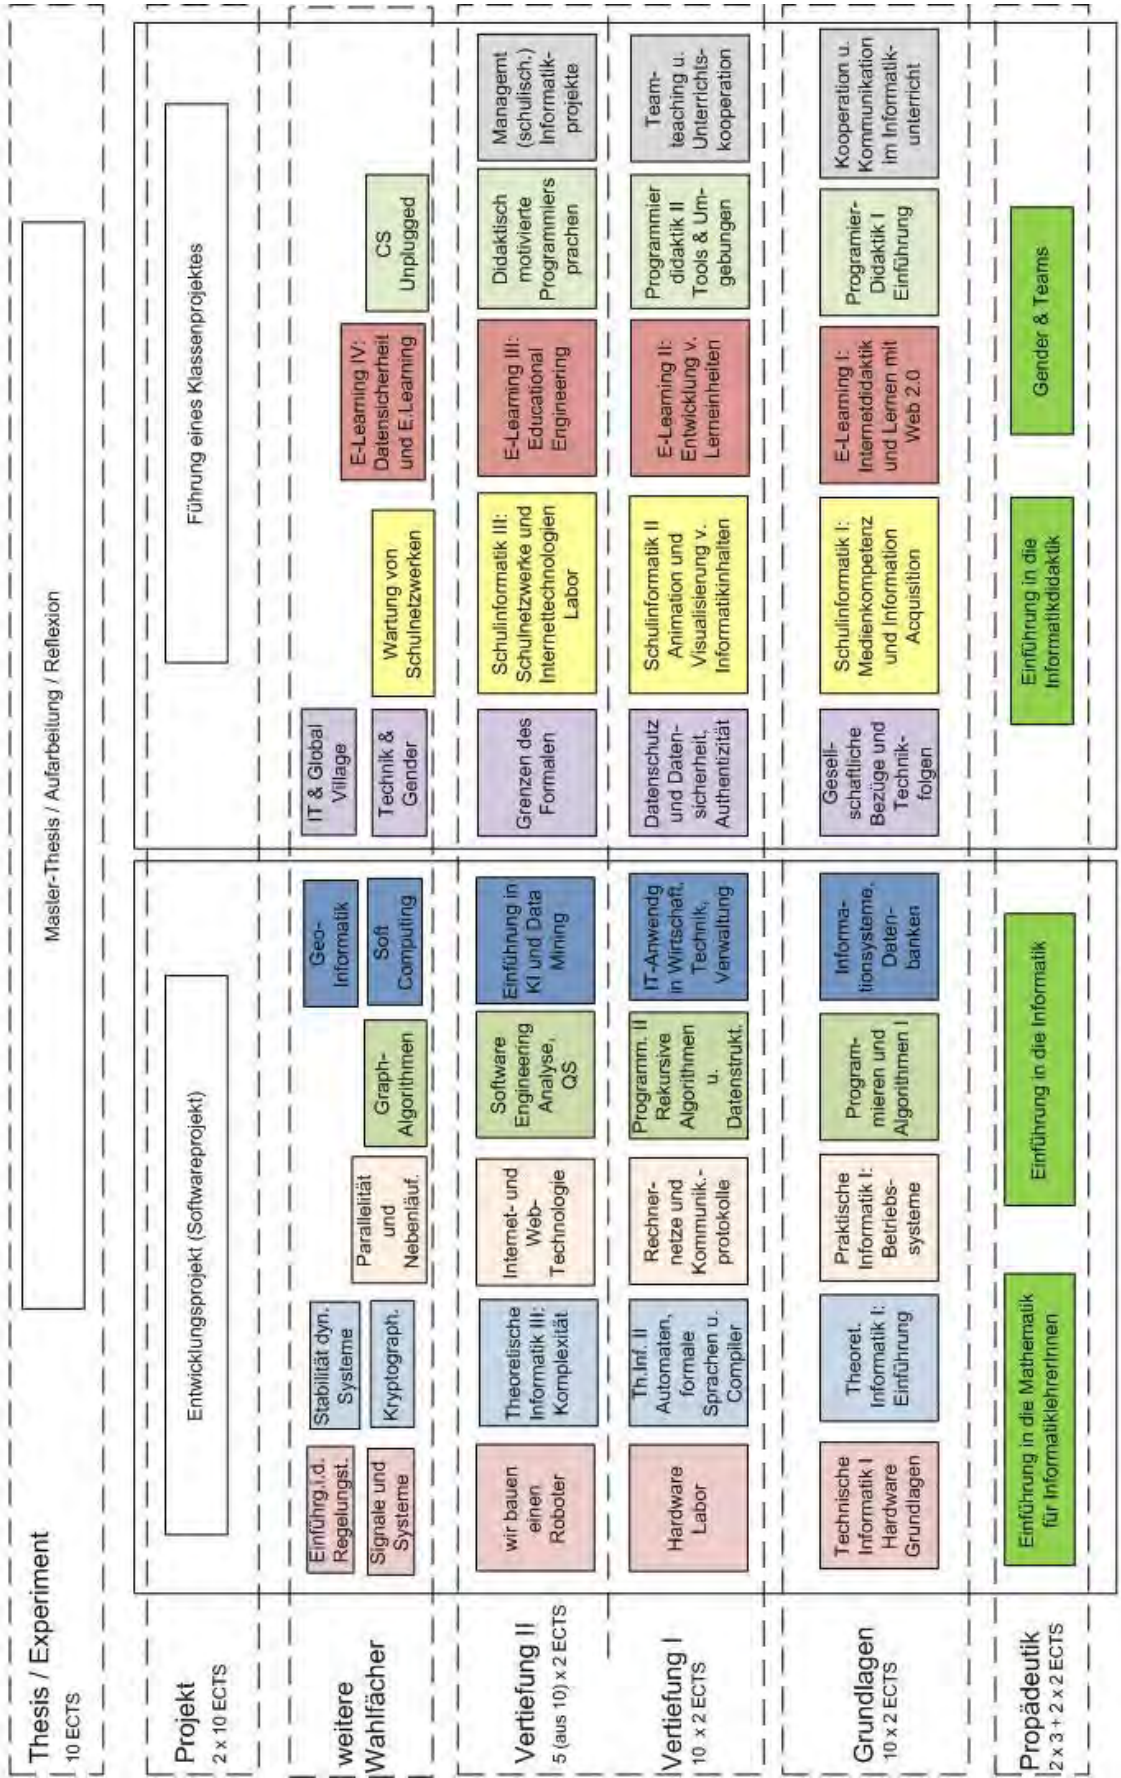 Thesis / Experiment
10 ECTS
Master-Thesis / Aufarbeitung / Reflexion
Projekt
2 x 10 ECTS
Entwicklungsprojekt (Softwareprojekt)
Führung eines Klassenprojektes
weitere
Wahlfächer
Einführg.i.d.
Regelungst.
Signale und
Systeme
Stabilität dyn.
Systeme
Kryptograph.
Parallelität
und
Nebenläuf.
Graph-
Algorithmen
Geo-
Informatik
Soft
Computing
IT & Global
Village
Technik &
Gender
Wartung von
Schulnetzwerken
E-Learning IV:
Datensicherheit
und E.Learning
CS
Unplugged
Vertiefung II
5 (aus 10) x 2 ECTS
wir bauen
einen
Roboter
Theoretische
Informatik III:
Komplexität
Internet- und
Web-
Technologie
Software
Engineering
Analyse,
QS
Einführung in
KI und Data
Mining
Grenzen des
Formalen
Schulinformatik III:
Schulnetzwerke und
Internettechnologien
Labor
E-Learning III:
Educational
Engineering
Didaktisch
motivierte
Programmiers
prachen
Managemt
(schulisch.)
Informatik-
projekte
Vertiefung I
10 x 2 ECTS
Hardware
Labor
Th.Inf. II
Automaten,
formale
Sprachen u.
Compiler
Rechner-
netze und
Kommunik.-
protokolle
Programm. II
Rekursive
Algorithmen
u.
Datenstrukt.
IT-Anwendg
in Wirtschaft,
Technik,
Verwaltung
Datenschutz
und Daten-
sicherheit,
Authentizität
Schulinformatik II
Animation und
Visualisierung v.
Informatikinhalten
E-Learning II:
Entwicklung v.
Lerneinheiten
Programmier
didaktik II
Tools & Um-
gebungen
Team-
teaching u.
Unterrichts-
kooperation
Grundlagen
10 x 2 ECTS
Technische
Informatik I
Hardware
Grundlagen
Theoret.
Informatik I:
Einführung
Praktische
Informatik I:
Betriebs-
systeme
Program-
mieren und
Algorithmen I
Informa-
tionsysteme,
Daten-
banken
Gesell-
schaftliche
Bezüge und
Technik-
folgen
Schulinformatik I:
Medienkompetenz
und Information
Acquisition
E-Learning I:
Internetdidaktik
und Lernen mit
Web 2.0
Programier-
Didaktik I
Einführung
Kooperation u.
Kommunikation
im Informatik-
unterricht
Propädeutik
2 x 3 + 2 x 2 ECTS
Einführung in die Mathematik
für InformatiklehrerInnen
Einführung in die Informatik
Einführung in die
Informatikdidaktik
Gender & Teams